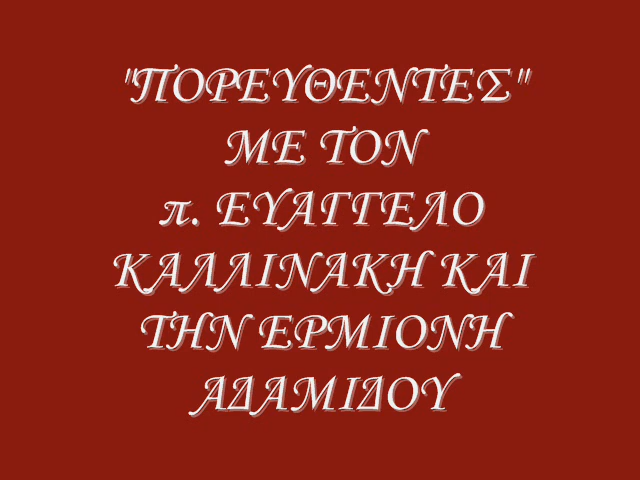 "ΠΟΡΕΥΘΕΝΤΕΣ"
ΜΕ ΤΟΝ
π. ΕΥΑΓΓΕΛΟ
ΚΑΛΛΙΝΑΚΗ ΚΑΙ
ΤΗΝ ΕΡΜΙΟΝΗ
ΑΔΑΜΙΔΟΥ